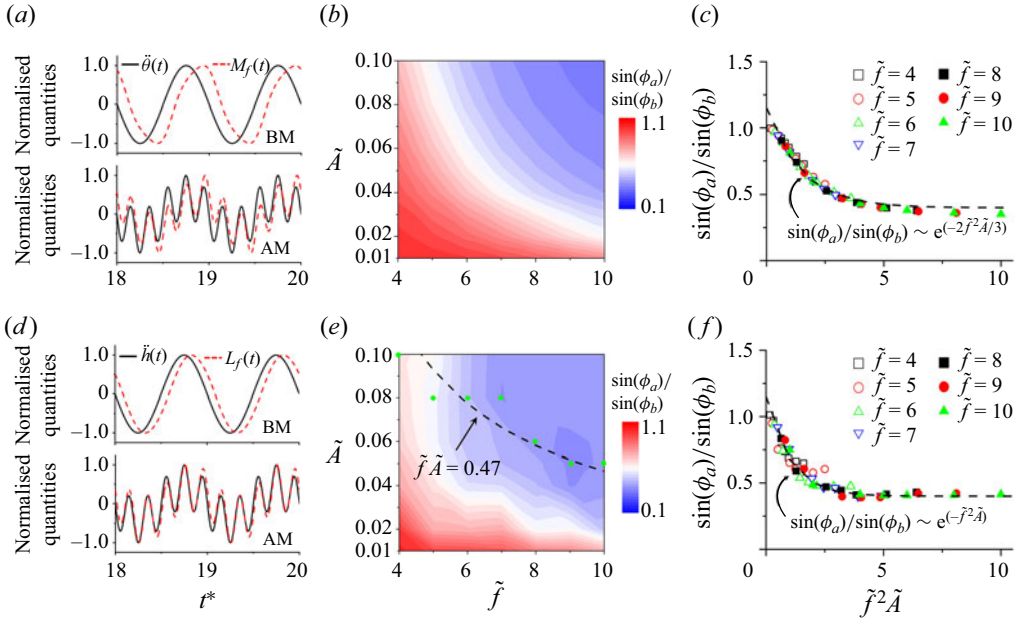 (a)
Normalised quantities
1.0
0
–1.0
θ̈(t)
M_f(t)
BM
Normalised quantities
1.0
0
–1.0
AM
18
19
20
(b)
Ã
0.10
0.08
0.06
0.04
0.02
0.01
4
6
8
10
sin(ϕ_a)/
sin(ϕ_b)
1.1
0.1
(c)
sin(ϕ_a)/sin(ϕ_b)
1.5
1.0
0.5
0
5
10
f̃ = 4
f̃ = 5
f̃ = 6
f̃ = 7
f̃ = 8
f̃ = 9
f̃ = 10
sin(ϕ_a)/sin(ϕ_b) ~ e^(–2f̃²Ã/3)
(d)
Normalised quantities
1.0
0
–1.0
ḧ(t)
L_f(t)
BM
Normalised quantities
1.0
0
–1.0
AM
18
19
20
t*
(e)
Ã
0.10
0.08
0.06
0.04
0.02
0.01
f̃ Ã = 0.47
4
6
8
10
f̃
sin(ϕ_a)/
sin(ϕ_b)
1.1
0.1
(f)
sin(ϕ_a)/sin(ϕ_b)
1.5
1.0
0.5
0
5
10
f̃ = 4
f̃ = 5
f̃ = 6
f̃ = 7
f̃ = 8
f̃ = 9
f̃ = 10
sin(ϕ_a)/sin(ϕ_b) ~ e^(–f̃²Ã)
f̃²Ã